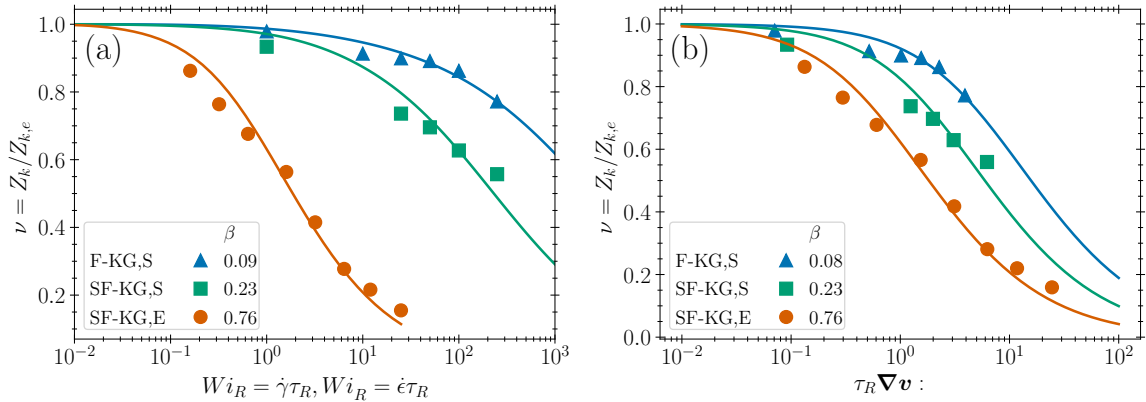 (a)
ν = Z_k/Z_{k,e}
1.0
0.8
0.6
0.4
0.2
β
F-KG,S 0.09
SF-KG,S 0.23
SF-KG,E 0.76
10^{-2} 10^{-1} 10^0 10^1 10^2 10^3
Wi_R = γ̇τ_R, Wi_R = ϵ̇τ_R
(b)
ν = Z_k/Z_{k,e}
1.0
0.8
0.6
0.4
0.2
0.0
β
F-KG,S 0.08
SF-KG,S 0.23
SF-KG,E 0.76
10^{-2} 10^{-1} 10^0 10^1 10^2
τ_R∇v :